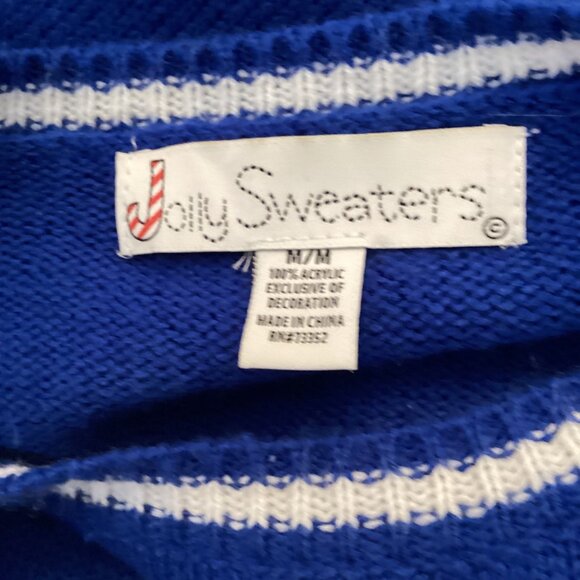 Jolly Sweaters ©
M/M
100% ACRYLIC
EXCLUSIVE OF
DECORATION
MADE IN CHINA
RN#73352